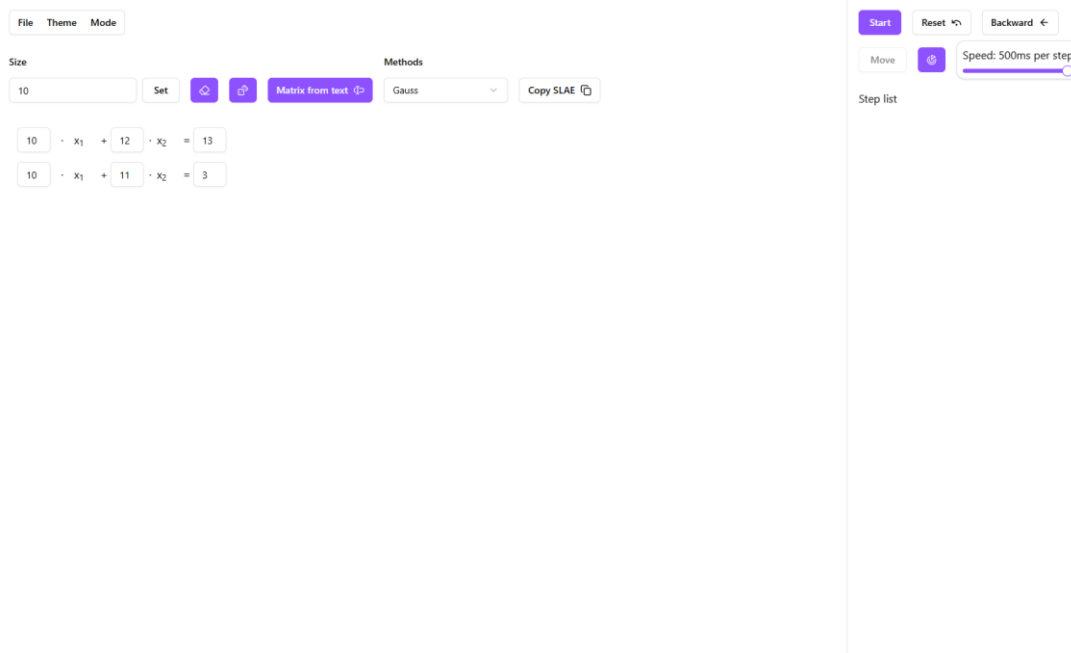 File Theme Mode
Start Reset Backward
Size Methods
Move Speed: 500ms per step
10 Set Matrix from text Gauss Copy SLAE
Step list
10 · x₁ + 12 · x₂ = 13
10 · x₁ + 11 · x₂ = 3